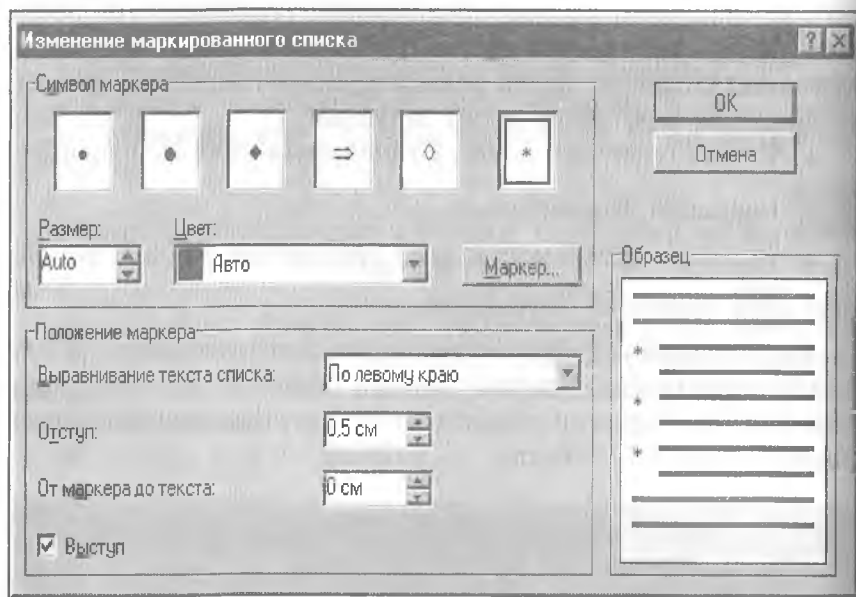 Изменение маркированного списка
Символ маркера
OK
Отмена
Размер:
Цвет:
Auto
Авто
Маркер...
Образец
Положение маркера
Выравнивание текста списка:
По левому краю
Отступ:
0,5 см
От маркера до текста:
0 см
Выступ